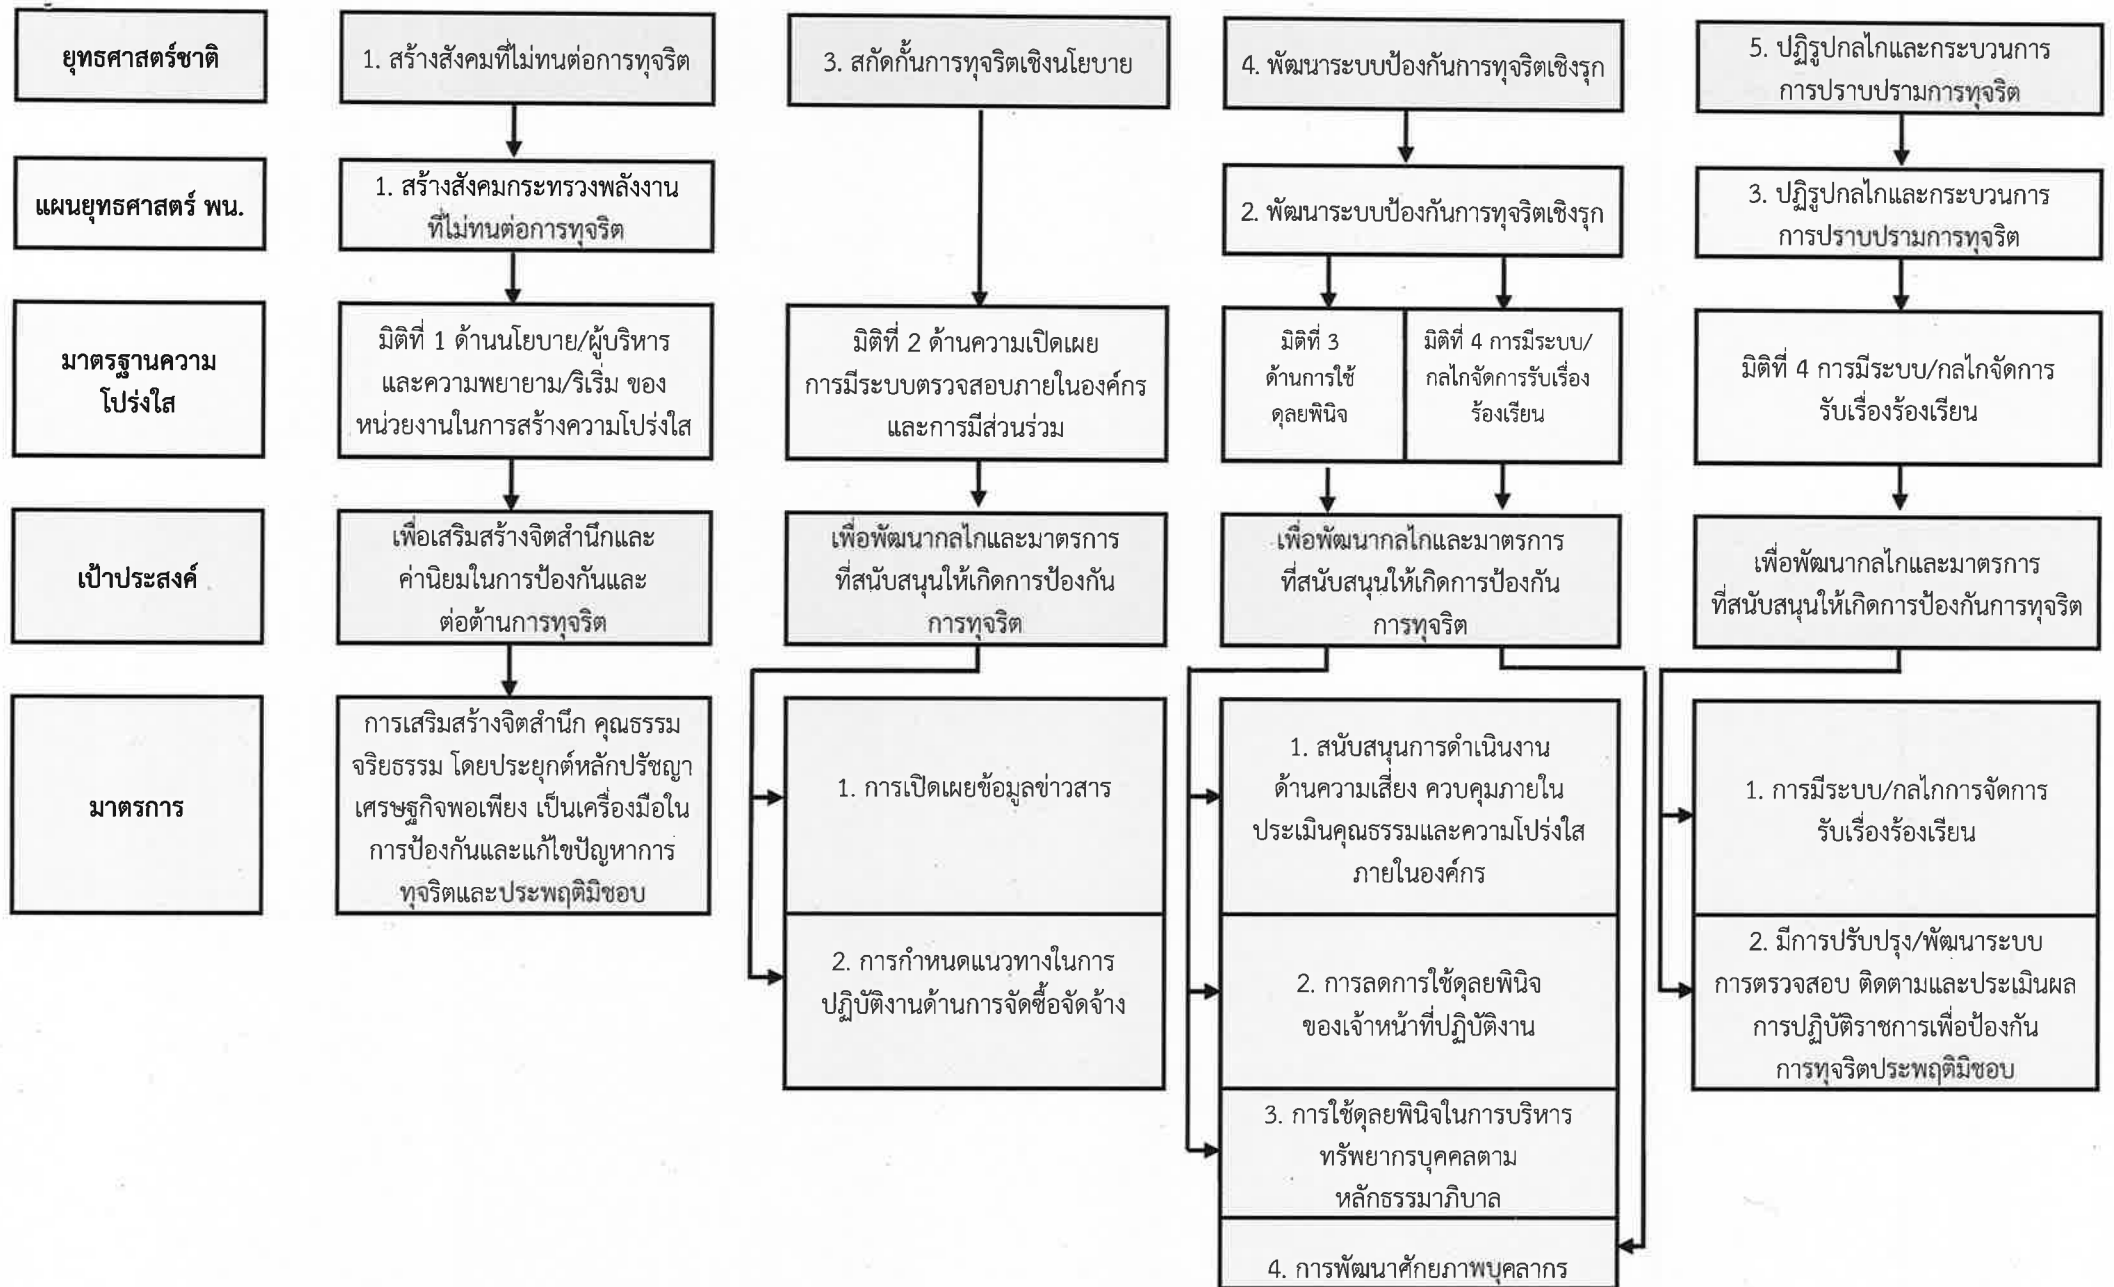 ยุทธศาสตร์ชาติ
1. สร้างสังคมที่ไม่ทนต่อการทุจริต
3. สกัดกั้นการทุจริตเชิงนโยบาย
4. พัฒนาระบบป้องกันการทุจริตเชิงรุก
5. ปฏิรูปกลไกและกระบวนการ
การปราบปรามการทุจริต
แผนยุทธศาสตร์ พน.
1. สร้างสังคมกระทรวงพลังงาน
ที่ไม่ทนต่อการทุจริต
2. พัฒนาระบบป้องกันการทุจริตเชิงรุก
3. ปฏิรูปกลไกและกระบวนการ
การปราบปรามการทุจริต
มาตรฐานความ
โปร่งใส
มิติที่ 1 ด้านนโยบาย/ผู้บริหาร
และความพยายาม/ริเริ่ม ของ
หน่วยงานในการสร้างความโปร่งใส
มิติที่ 2 ด้านความเปิดเผย
การมีระบบตรวจสอบภายในองค์กร
และการมีส่วนร่วม
มิติที่ 3
ด้านการใช้
ดุลยพินิจ
มิติที่ 4 การมีระบบ/
กลไกจัดการรับเรื่อง
ร้องเรียน
มิติที่ 4 การมีระบบ/กลไกจัดการ
รับเรื่องร้องเรียน
เป้าประสงค์
เพื่อเสริมสร้างจิตสำนึกและ
ค่านิยมในการป้องกันและ
ต่อต้านการทุจริต
เพื่อพัฒนากลไกและมาตรการ
ที่สนับสนุนให้เกิดการป้องกัน
การทุจริต
เพื่อพัฒนากลไกและมาตรการ
ที่สนับสนุนให้เกิดการป้องกัน
การทุจริต
เพื่อพัฒนากลไกและมาตรการ
ที่สนับสนุนให้เกิดการป้องกันการทุจริต
มาตรการ
การเสริมสร้างจิตสำนึก คุณธรรม
จริยธรรม โดยประยุกต์หลักปรัชญา
เศรษฐกิจพอเพียง เป็นเครื่องมือใน
การป้องกันและแก้ไขปัญหาการ
ทุจริตและประพฤติมิชอบ
1. การเปิดเผยข้อมูลข่าวสาร
2. การกำหนดแนวทางในการ
ปฏิบัติงานด้านการจัดซื้อจัดจ้าง
1. สนับสนุนการดำเนินงาน
ด้านความเสี่ยง ควบคุมภายใน
ประเมินคุณธรรมและความโปร่งใส
ภายในองค์กร
2. การลดการใช้ดุลยพินิจ
ของเจ้าหน้าที่ปฏิบัติงาน
3. การใช้ดุลยพินิจในการบริหาร
ทรัพยากรบุคคลตาม
หลักธรรมาภิบาล
4. การพัฒนาศักยภาพบุคลากร
1. การมีระบบ/กลไกการจัดการ
รับเรื่องร้องเรียน
2. มีการปรับปรุง/พัฒนาระบบ
การตรวจสอบ ติดตามและประเมินผล
การปฏิบัติราชการเพื่อป้องกัน
การทุจริตประพฤติมิชอบ